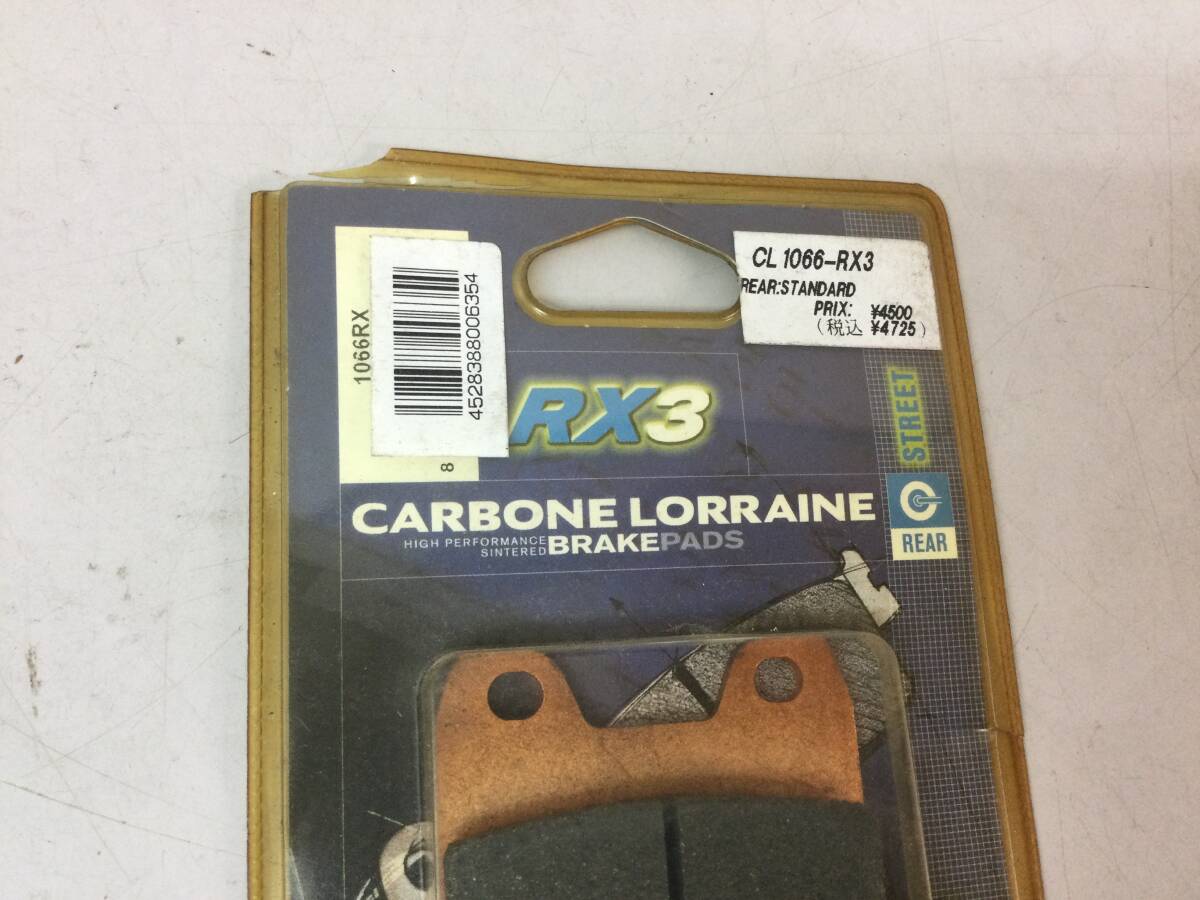 CL 1066-RX3
REAR:STANDARD
PRIX: ¥4500
(税込 ¥4725)
1066RX
4528388006354
8
RX3
STREET
CARBONE LORRAINE
HIGH PERFORMANCE
SINTERED BRAKEPADS
REAR